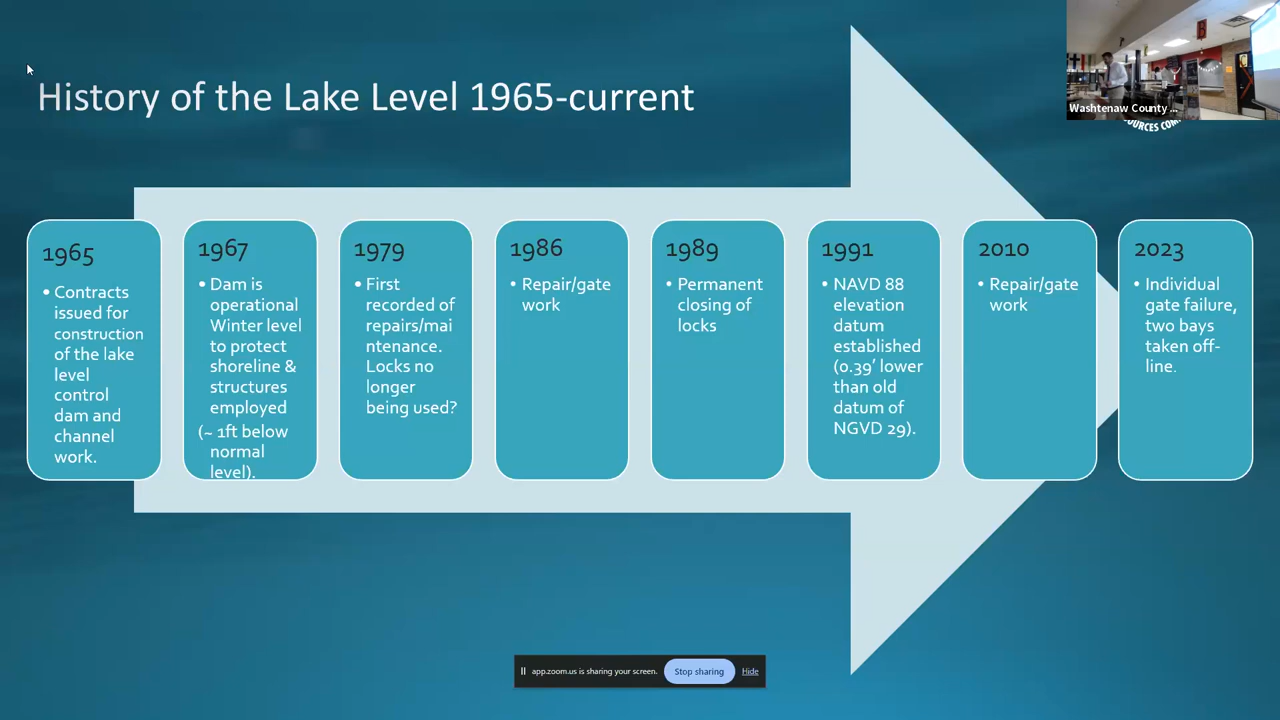 History of the Lake Level 1965-current
Washtenaw County ...
OURCES COM
1965
• Contracts
issued for
construction
of the lake
level
control
dam and
channel
work.
1967
• Dam is
operational
Winter level
to protect
shoreline &
structures
employed
(~ 1ft below
normal
level).
1979
• First
recorded of
repairs/mai
ntenance.
Locks no
longer
being used?
1986
• Repair/gate
work
1989
• Permanent
closing of
locks
1991
• NAVD 88
elevation
datum
established
(0.39’ lower
than old
datum of
NGVD 29).
2010
• Repair/gate
work
2023
• Individual
gate failure,
two bays
taken off-
line.
app.zoom.us is sharing your screen. Stop sharing Hide